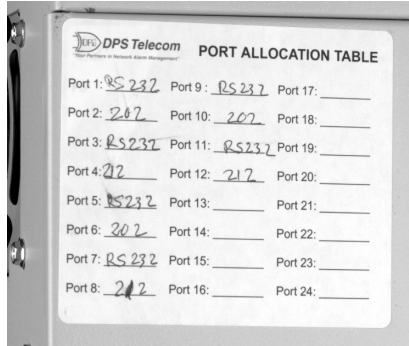 DPS DPS Telecom
"Your Partners in Network Alarm Management"
PORT ALLOCATION TABLE
Port 1: RS232 Port 9: RS232 Port 17:
Port 2: 202 Port 10: 202 Port 18:
Port 3: RS232 Port 11: RS232 Port 19:
Port 4: 212 Port 12: 212 Port 20:
Port 5: RS232 Port 13: Port 21:
Port 6: 202 Port 14: Port 22:
Port 7: RS232 Port 15: Port 23:
Port 8: 212 Port 16: Port 24: